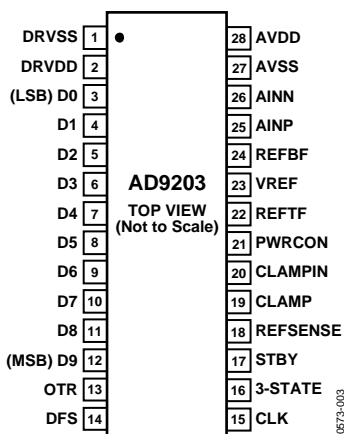 DRVSS 1 28 AVDD
DRVDD 2 27 AVSS
(LSB) D0 3 26 AINN
D1 4 25 AINP
D2 5 24 REFBF
D3 6 AD9203 23 VREF
D4 7 TOP VIEW 22 REFTF
(Not to Scale)
D5 8 21 PWRCON
D6 9 20 CLAMPIN
D7 10 19 CLAMP
D8 11 18 REFSENSE
(MSB) D9 12 17 STBY
OTR 13 16 3-STATE
DFS 14 15 CLK
0573-003